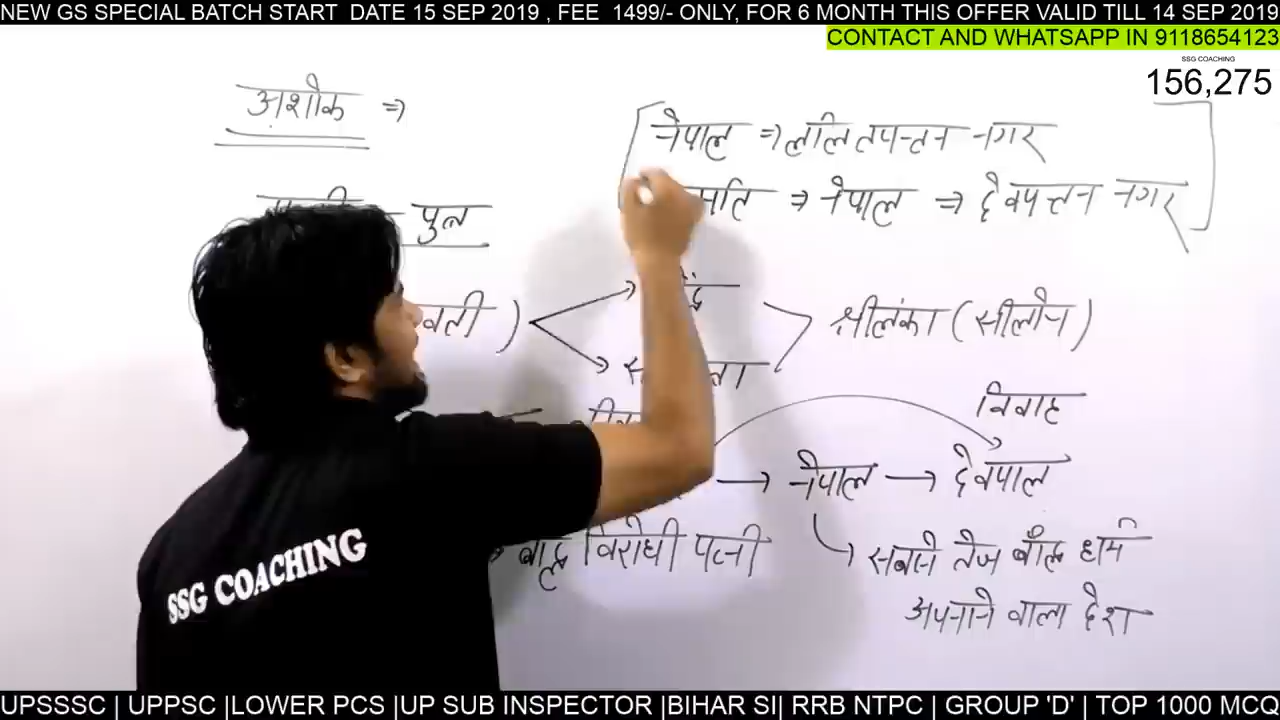 NEW GS SPECIAL BATCH START DATE 15 SEP 2019 , FEE 1499/- ONLY, FOR 6 MONTH THIS OFFER VALID TILL 14 SEP 2019
CONTACT AND WHATSAPP IN 9118654123
SSG COACHING
156,275
अशोक ⇒
नेपाल ⇒ ललितपत्तन नगर
⇒ नेपाल ⇒ देवपत्तन नगर
पुत्र
श्रीलंका (सीलोन)
विवाह
→ नेपाल → देवपाल
बौद्ध विरोधी पत्नी
सबसे तेज बौद्ध धर्म
अपनाने वाला देश
SSG COACHING
UPSSSC | UPPSC |LOWER PCS |UP SUB INSPECTOR |BIHAR SI| RRB NTPC | GROUP 'D' | TOP 1000 MCQ